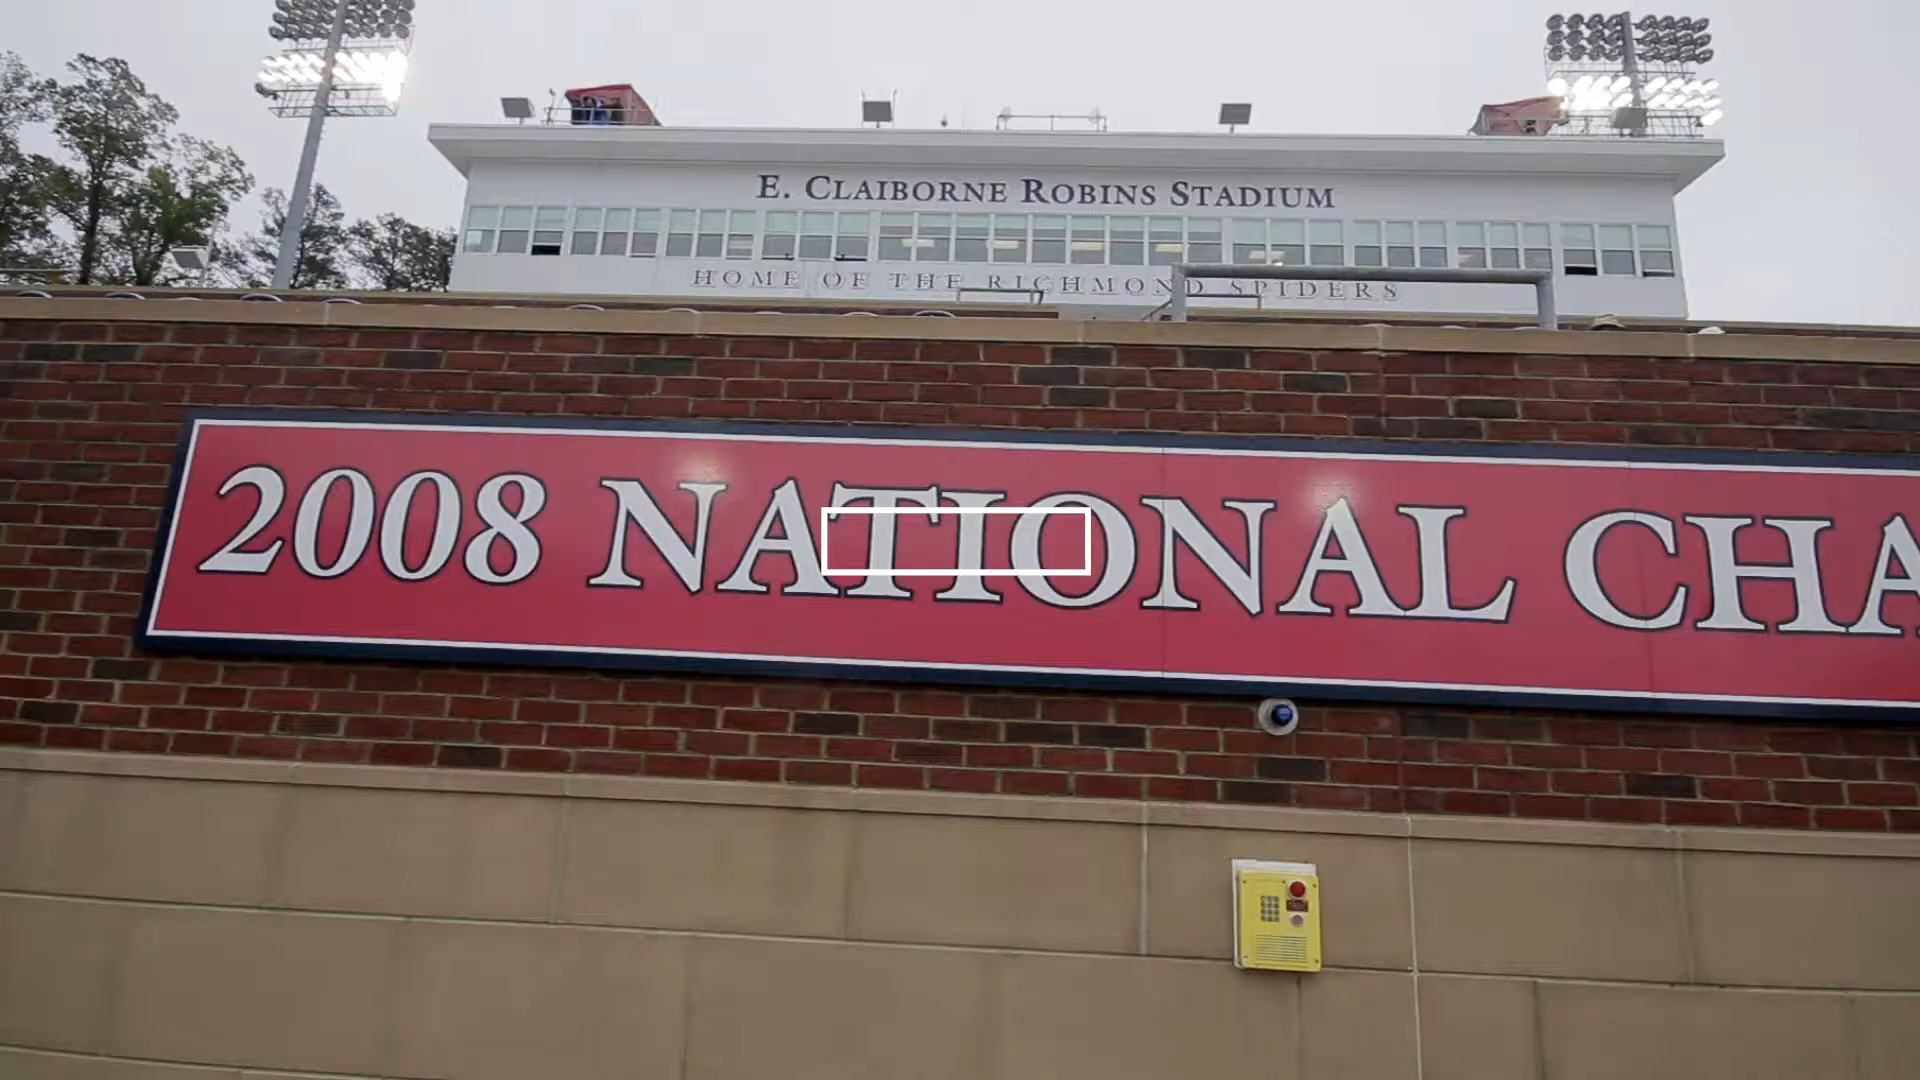 E. CLAIBORNE ROBINS STADIUM
HOME OF THE RICHMOND SPIDERS
2008 NATIONAL CHA